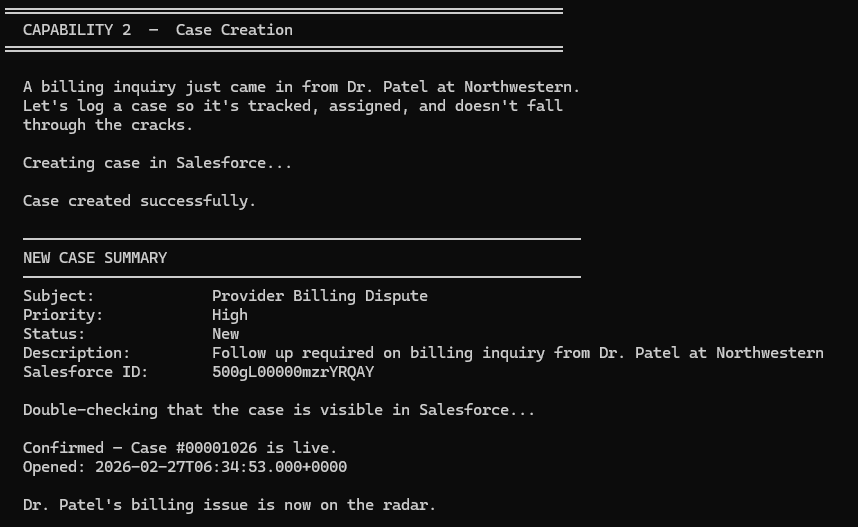 CAPABILITY 2 — Case Creation
A billing inquiry just came in from Dr. Patel at Northwestern.
Let's log a case so it's tracked, assigned, and doesn't fall
through the cracks.
Creating case in Salesforce...
Case created successfully.
NEW CASE SUMMARY
Subject: Provider Billing Dispute
Priority: High
Status: New
Description: Follow up required on billing inquiry from Dr. Patel at Northwestern
Salesforce ID: 500gL00000mzrYRQAY
Double-checking that the case is visible in Salesforce...
Confirmed — Case #00001026 is live.
Opened: 2026-02-27T06:34:53.000+0000
Dr. Patel's billing issue is now on the radar.